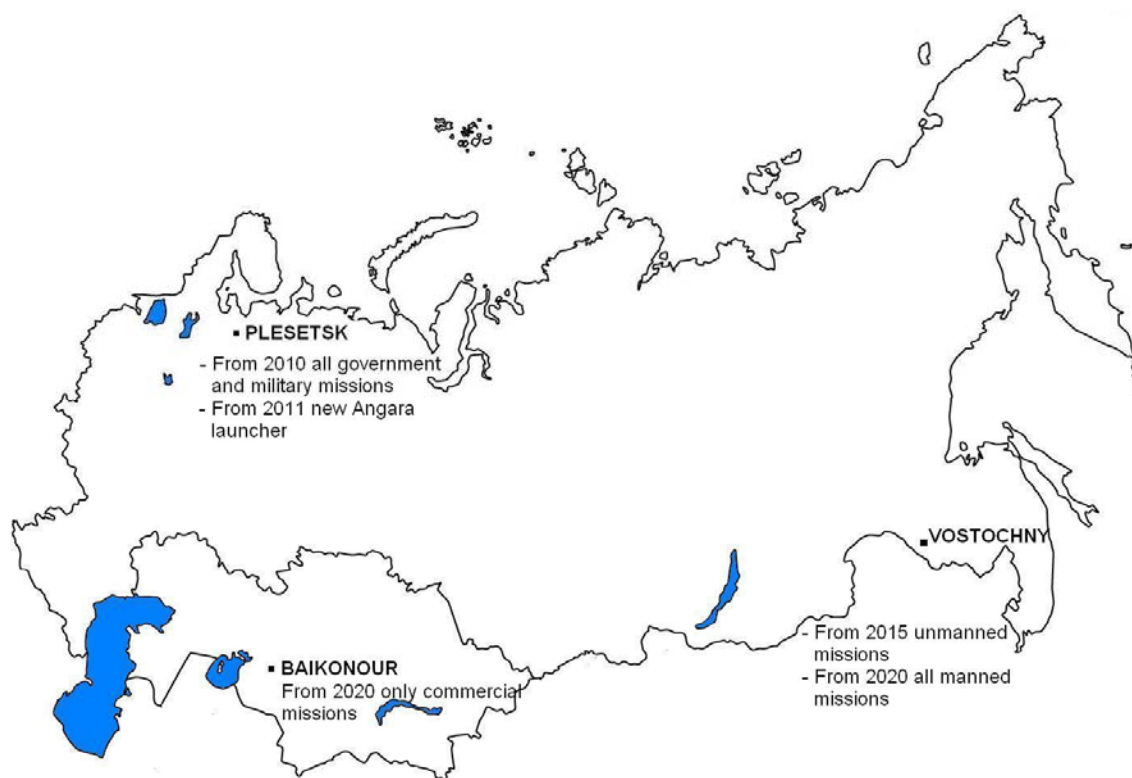 PLESETSK
- From 2010 all government
and military missions
- From 2011 new Angara
launcher
VOSTOCHNY
- From 2015 unmanned
missions
- From 2020 all manned
missions
BAIKONOUR
From 2020 only commercial
missions